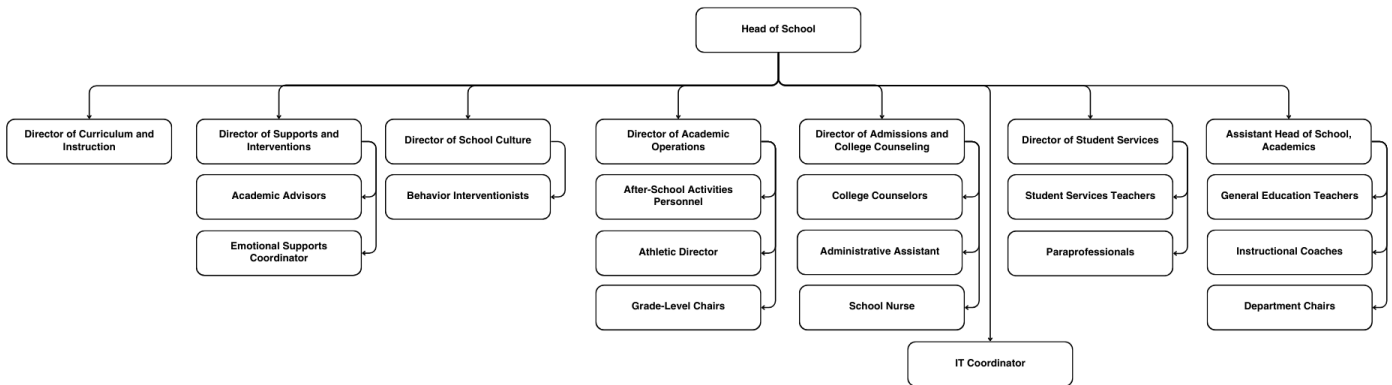 Head of School
Director of Curriculum and
Instruction
Director of Supports and
Interventions
Director of School Culture
Director of Academic
Operations
Director of Admissions and
College Counseling
Director of Student Services
Assistant Head of School,
Academics
Academic Advisors
Behavior Interventionists
After-School Activities
Personnel
College Counselors
Student Services Teachers
General Education Teachers
Emotional Supports
Coordinator
Athletic Director
Administrative Assistant
Paraprofessionals
Instructional Coaches
Grade-Level Chairs
School Nurse
Department Chairs
IT Coordinator